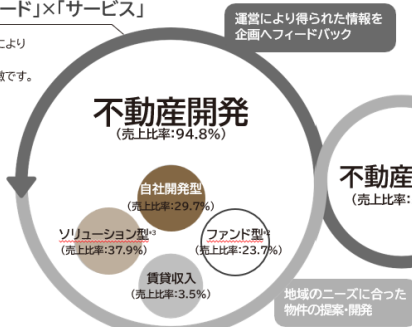 ード」×「サービス」
により
徴です。
運営により得られた情報を
企画へフィードバック
不動産開発
(売上比率:94.8%)
自社開発型
(売上比率:29.7%)
ソリューション型*3
(売上比率:37.9%)
ファンド型*2
(売上比率:23.7%)
賃貸収入
(売上比率:3.5%)
不動産
(売上比率:
地域のニーズに合った
物件の提案・開発